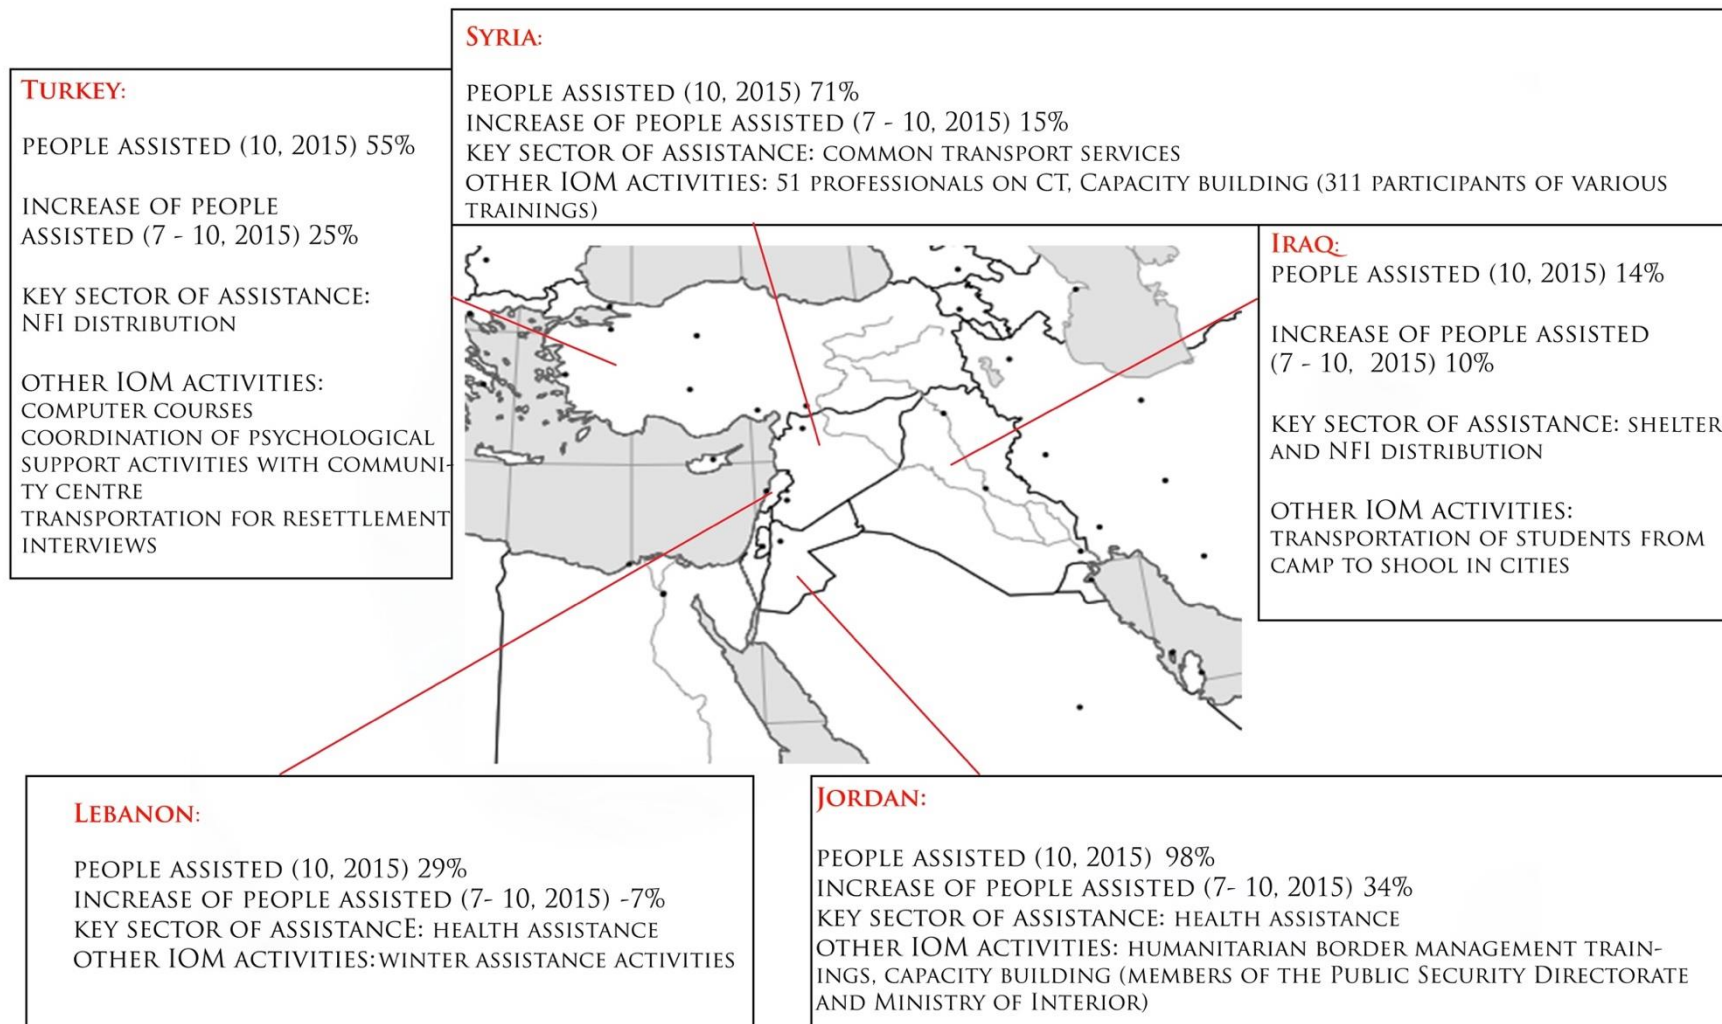 Syria:
people assisted (10, 2015) 71%
increase of people assisted (7 - 10, 2015) 15%
key sector of assistance: common transport services
other IOM activities: 51 professionals on CT, Capacity building (311 participants of various
trainings)
Turkey:
people assisted (10, 2015) 55%
increase of people
assisted (7 - 10, 2015) 25%
key sector of assistance:
NFI distribution
other IOM activities:
computer courses
coordination of psychological
support activities with communi-
ty centre
transportation for resettlement
interviews
Iraq:
people assisted (10, 2015) 14%
increase of people assisted
(7 - 10, 2015) 10%
key sector of assistance: shelter
and NFI distribution
other IOM activities:
transportation of students from
camp to shool in cities
Lebanon:
people assisted (10, 2015) 29%
increase of people assisted (7- 10, 2015) -7%
key sector of assistancE: health assistance
other IOM activities:winter assistance activities
Jordan:
people assisted (10, 2015) 98%
increase of people assisted (7- 10, 2015) 34%
key sector of assistance: health assistance
other IOM activities: humanitarian border management train-
ings, capacity building (members of the Public Security Directorate
and Ministry of Interior)